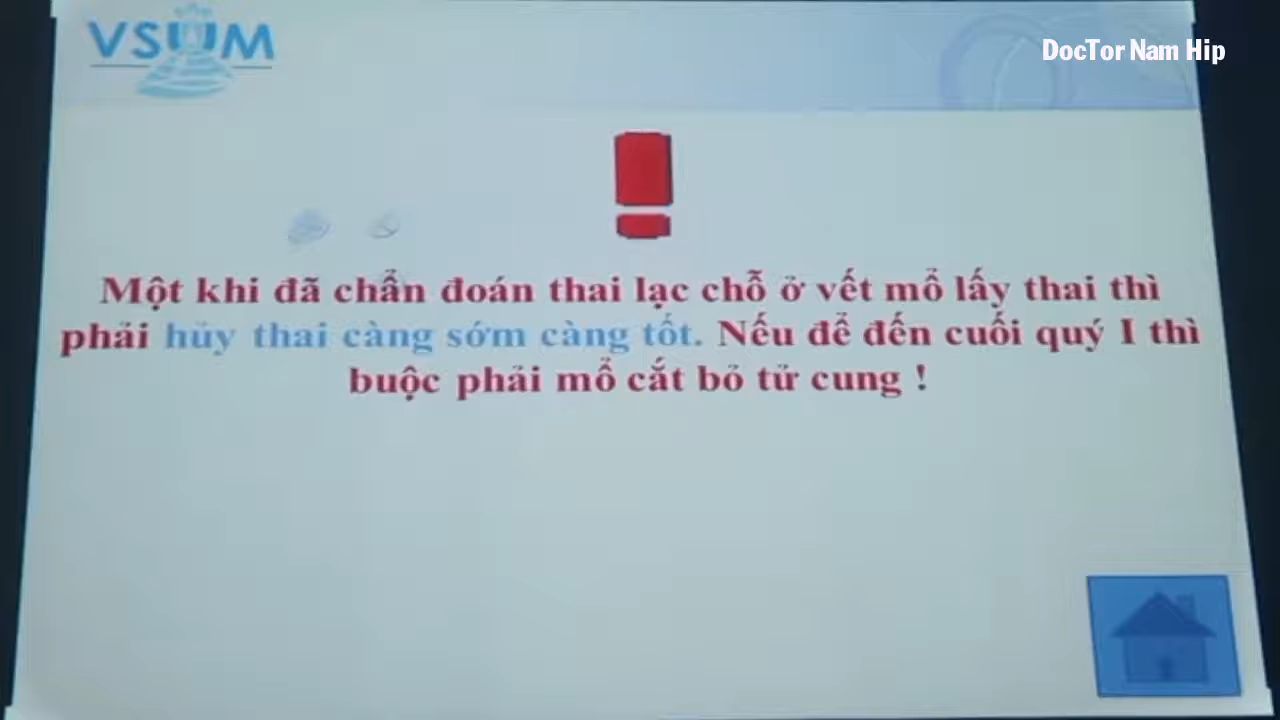 VSUM
DocTor Nam Hip
Một khi đã chẩn đoán thai lạc chỗ ở vết mổ lấy thai thì
phải hủy thai càng sớm càng tốt. Nếu để đến cuối quý I thì
buộc phải mổ cắt bỏ tử cung !